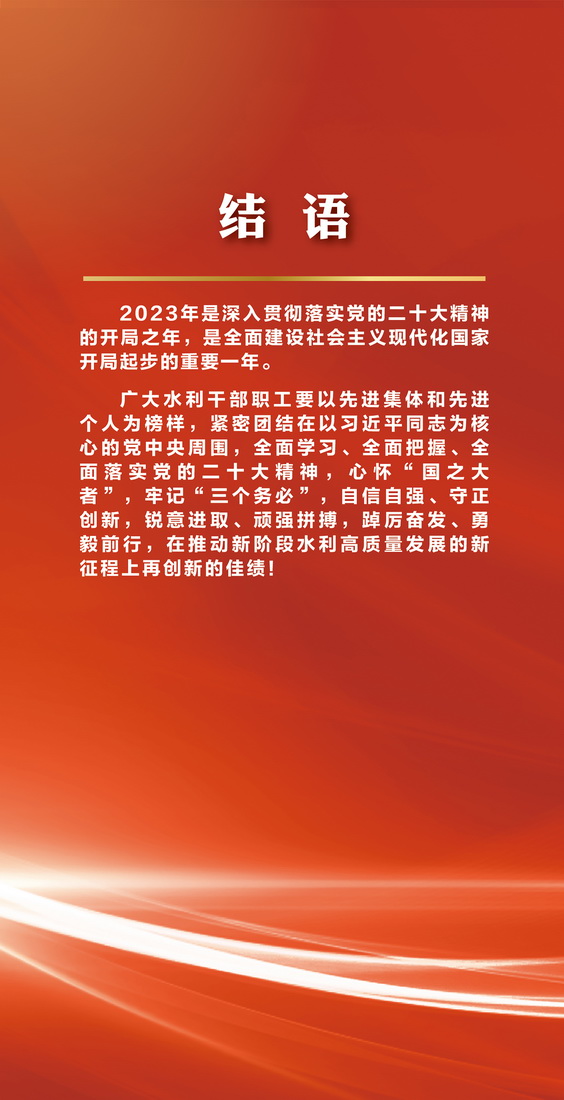 结 语
2023年是深入贯彻落实党的二十大精神
的开局之年，是全面建设社会主义现代化国家
开局起步的重要一年。
广大水利干部职工要以先进集体和先进
个人为榜样，紧密团结在以习近平同志为核
心的党中央周围，全面学习、全面把握、全
面落实党的二十大精神，心怀“国之大
者”，牢记“三个务必”，自信自强、守正
创新，锐意进取、顽强拼搏，踔厉奋发、勇
毅前行，在推动新阶段水利高质量发展的新
征程上再创新的佳绩！